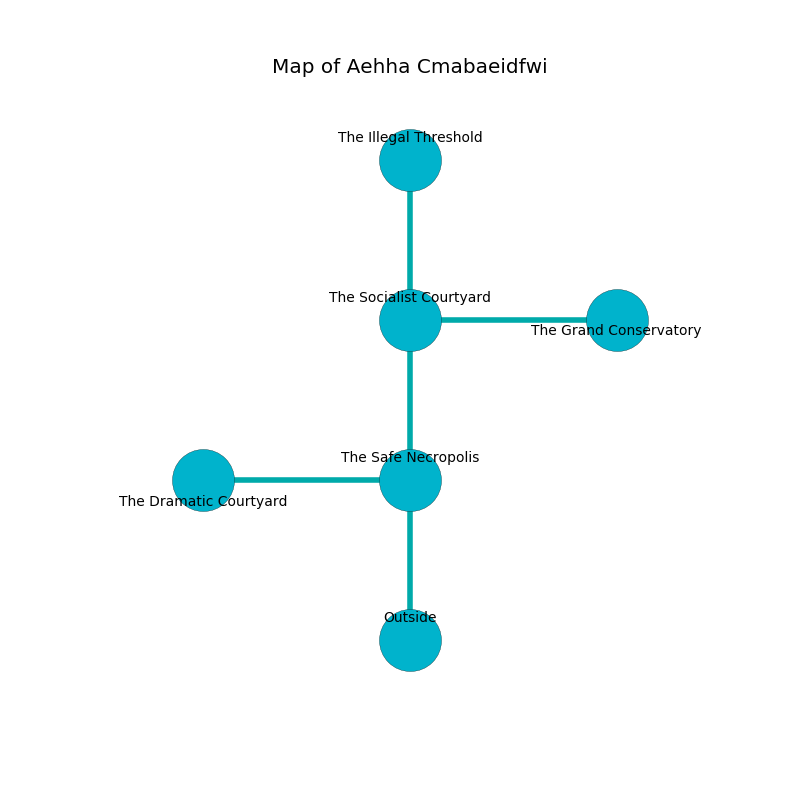 Map of Aehha Cmabaeidfwi
The Illegal Threshold
The Socialist Courtyard
The Grand Conservatory
The Safe Necropolis
The Dramatic Courtyard
Outside